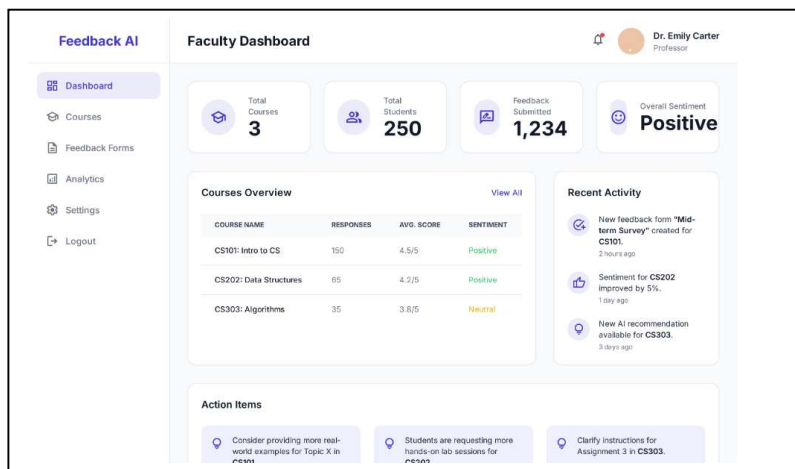 Feedback AI
Faculty Dashboard
Dr. Emily Carter
Professor
Dashboard
Courses
Feedback Forms
Analytics
Settings
Logout
Total
Courses
3
Total
Students
250
Feedback
Submitted
1,234
Overall Sentiment
Positive
Courses Overview
View All
COURSE NAME RESPONSES AVG. SCORE SENTIMENT
CS101: Intro to CS 150 4.5/5 Positive
CS202: Data Structures 65 4.2/5 Positive
CS303: Algorithms 35 3.8/5 Neutral
Recent Activity
New feedback form "Mid-
term Survey" created for
CS101.
2 hours ago
Sentiment for CS202
improved by 5%.
1 day ago
New AI recommendation
available for CS303.
3 days ago
Action Items
Consider providing more real-
world examples for Topic X in
CS101
Students are requesting more
hands-on lab sessions for
CS202
Clarify instructions for
Assignment 3 in CS303.